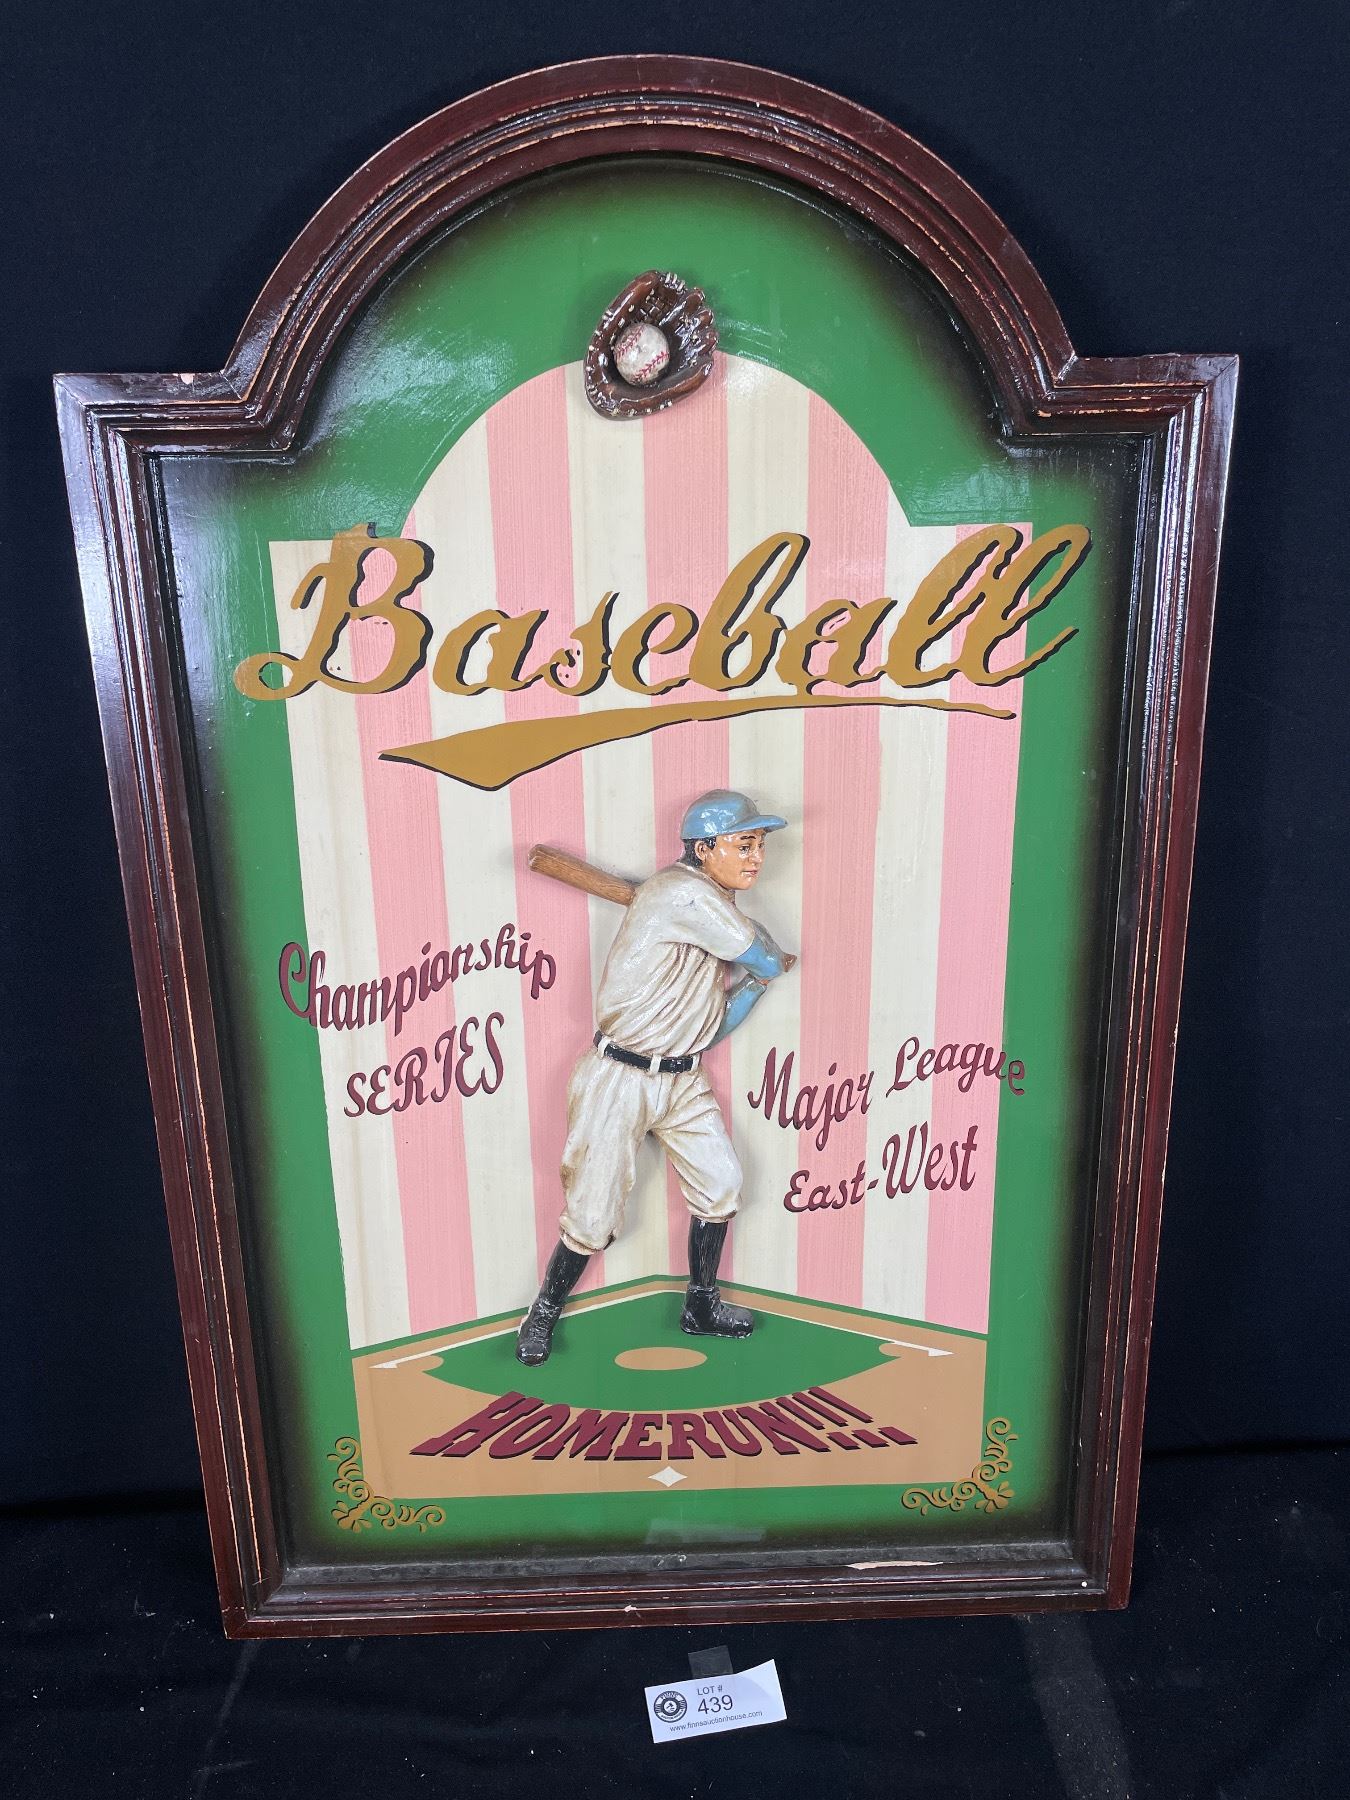 Baseball
Championship
SERIES
Major League
East-West
HOMERUN!!!
LOT #
439
www.finnsauctionhouse.com